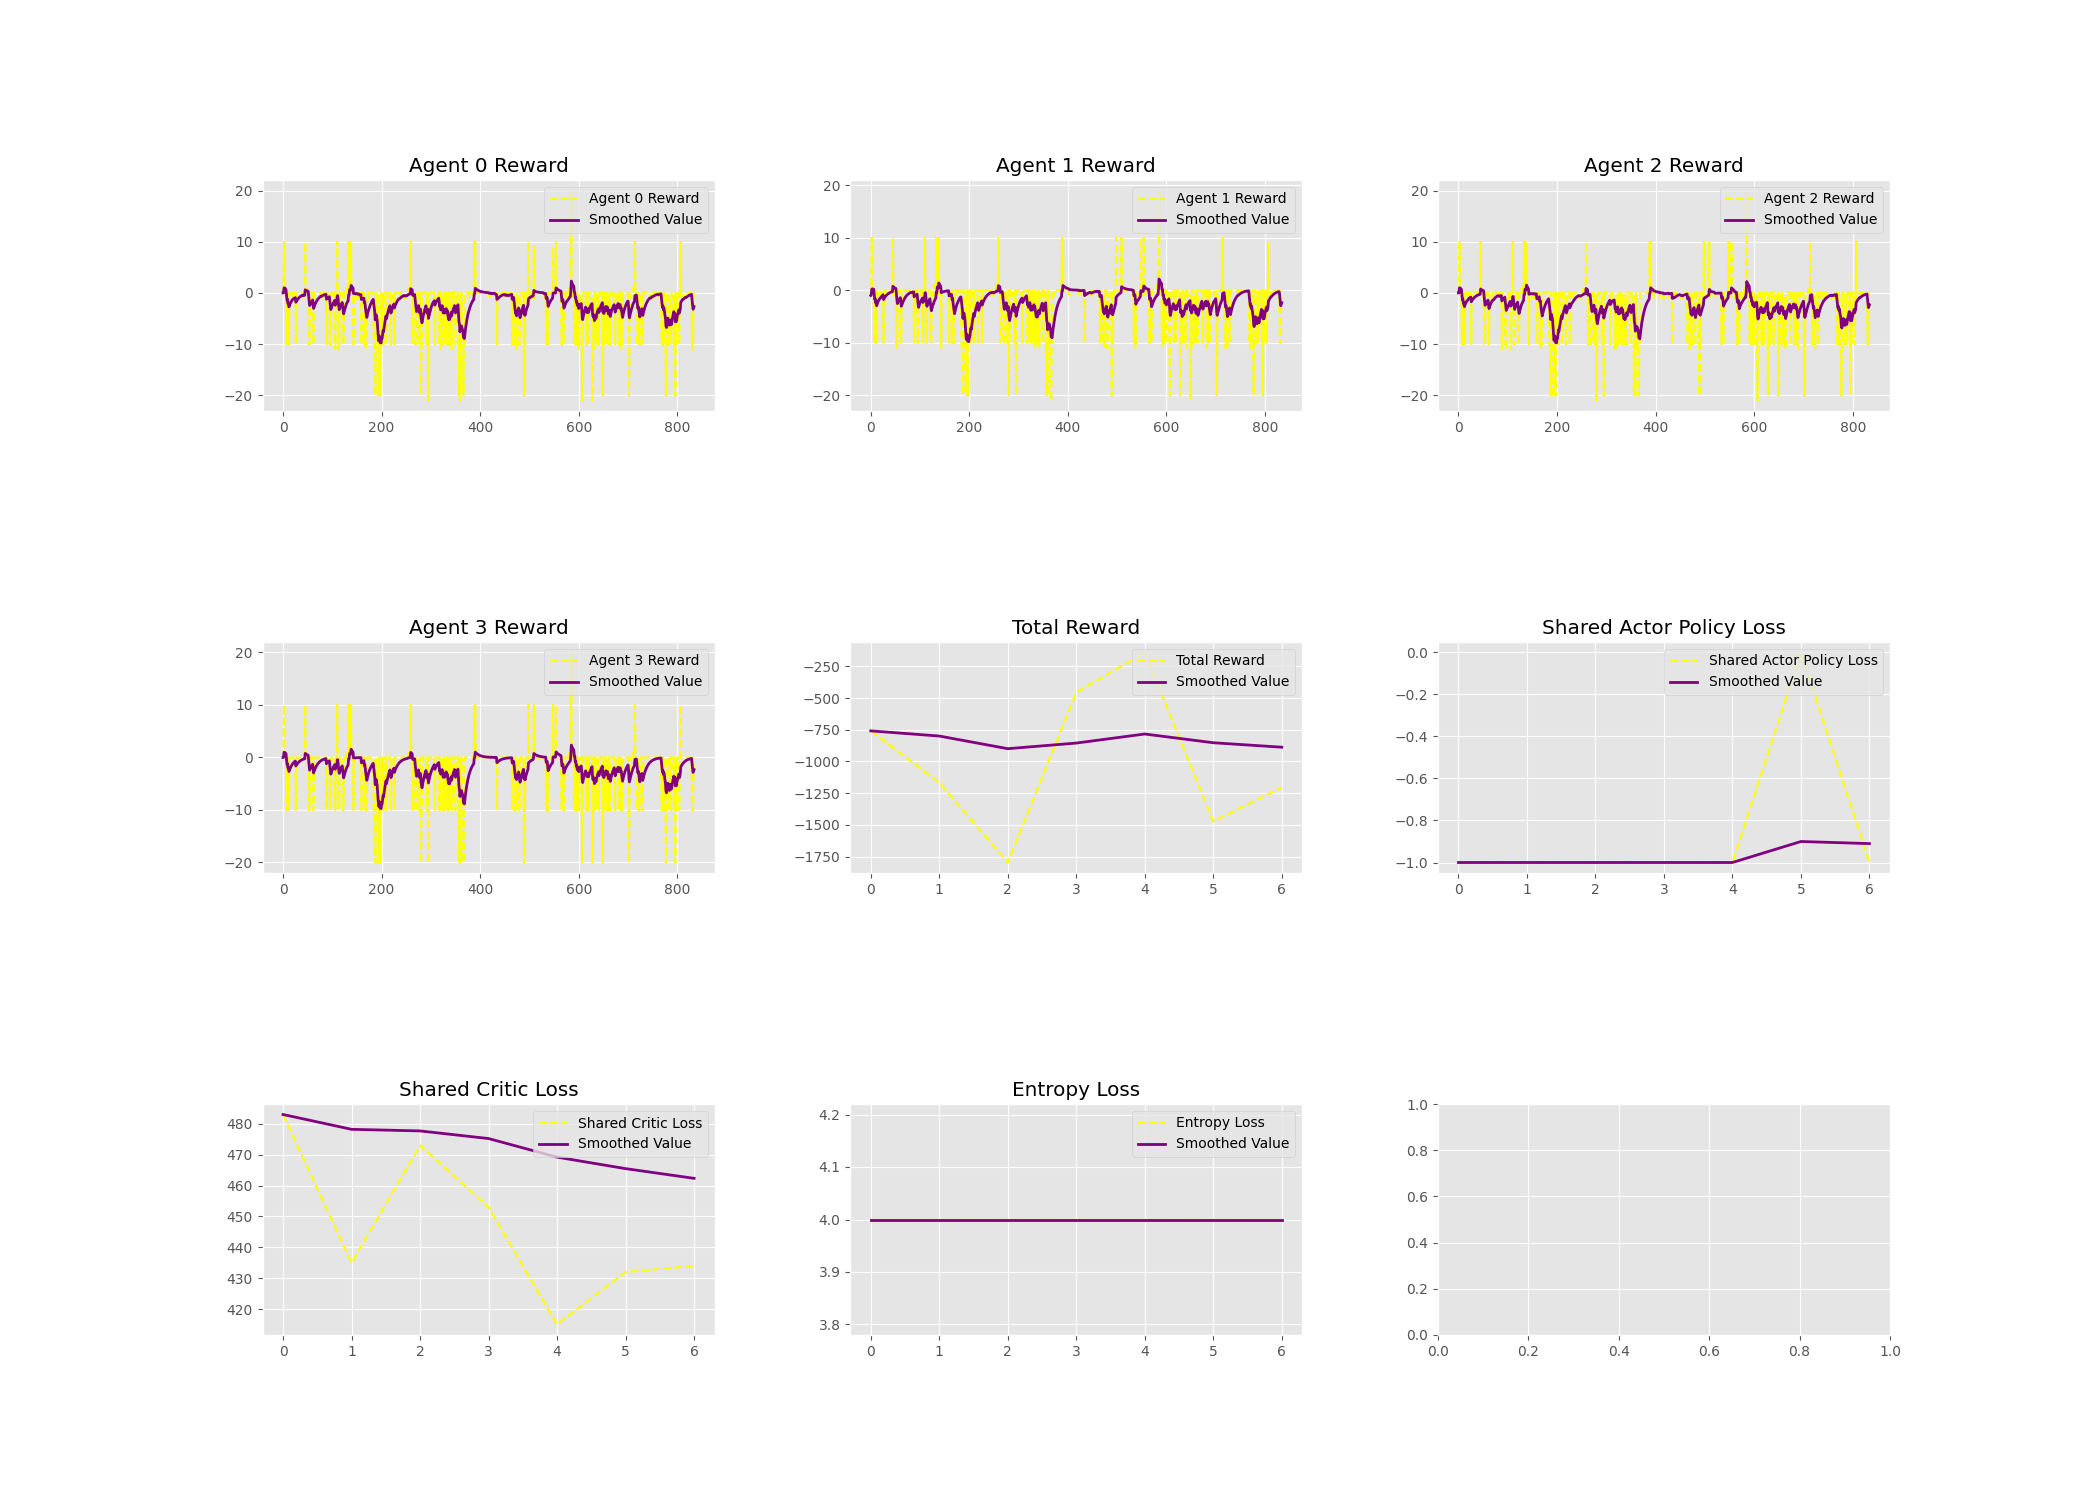 Agent 0 Reward
Agent 0 Reward
Smoothed Value
20
10
0
−10
−20
0 200 400 600 800
Agent 1 Reward
Agent 1 Reward
Smoothed Value
20
10
0
−10
−20
0 200 400 600 800
Agent 2 Reward
Agent 2 Reward
Smoothed Value
20
10
0
−10
−20
0 200 400 600 800
Agent 3 Reward
Agent 3 Reward
Smoothed Value
20
10
0
−10
−20
0 200 400 600 800
Total Reward
Total Reward
Smoothed Value
−250
−500
−750
−1000
−1250
−1500
−1750
0 1 2 3 4 5 6
Shared Actor Policy Loss
Shared Actor Policy Loss
Smoothed Value
0.0
−0.2
−0.4
−0.6
−0.8
−1.0
0 1 2 3 4 5 6
Shared Critic Loss
Shared Critic Loss
Smoothed Value
480
470
460
450
440
430
420
0 1 2 3 4 5 6
Entropy Loss
Entropy Loss
Smoothed Value
4.2
4.1
4.0
3.9
3.8
0 1 2 3 4 5 6
1.0
0.8
0.6
0.4
0.2
0.0
0.0 0.2 0.4 0.6 0.8 1.0